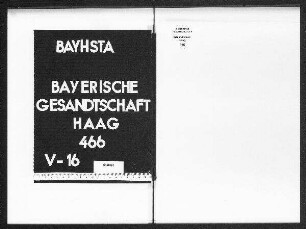 BAYHSTA
BAYERISCHE
GESANDTSCHAFT
HAAG
466
V-16